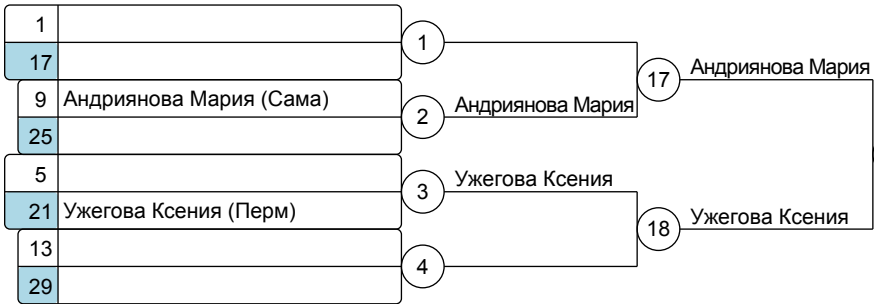 1
17
9 Андриянова Мария (Сама)
25
5
21 Ужегова Ксения (Перм)
13
29
1
2 Андриянова Мария
3 Ужегова Ксения
4
17 Андриянова Мария
18 Ужегова Ксения